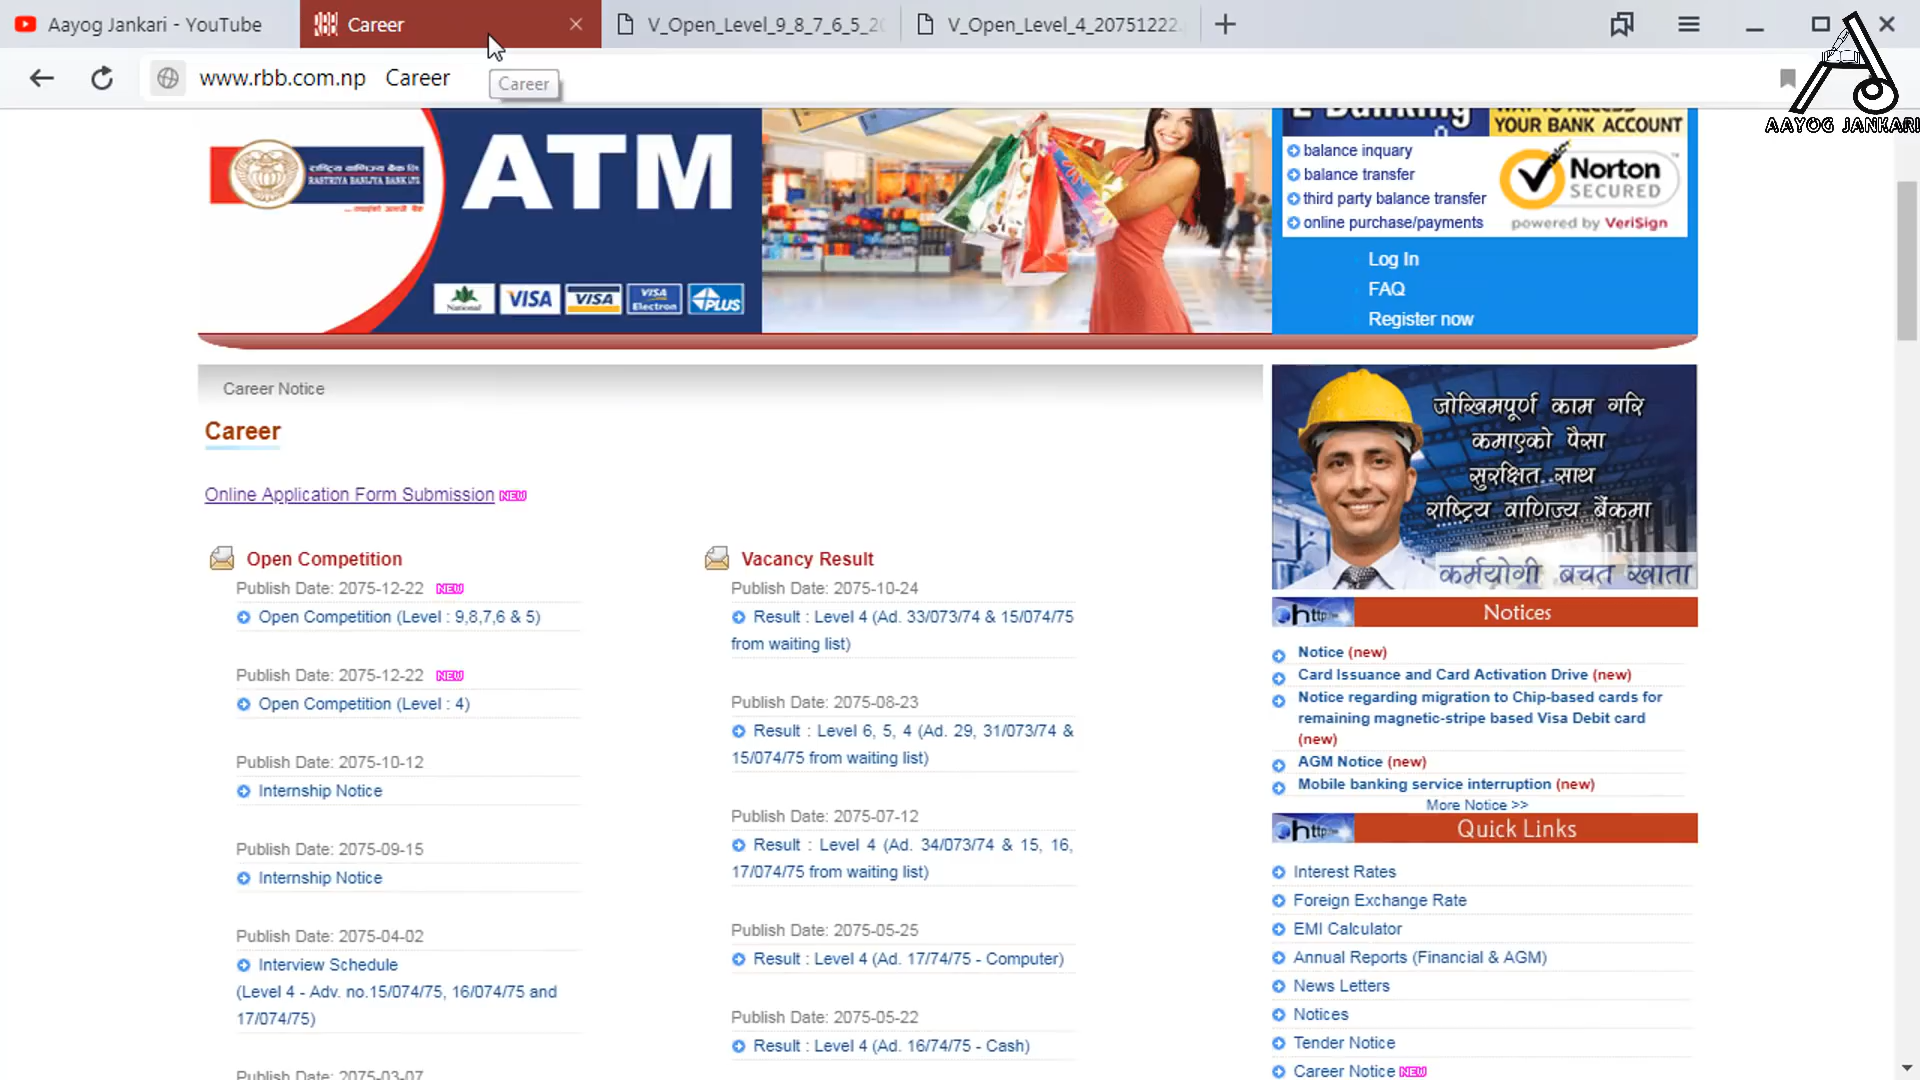 Aayog Jankari - YouTube
Career
V_Open_Level_9_8_7_6_5_20
V_Open_Level_4_20751222.
www.rbb.com.np Career
Career
AAYOG JANKARI
राष्ट्रिय वाणिज्य बैंक लि.
RASTRIYA BANIJYA BANK LTD.
ATM
National
VISA
VISA
VISA Electron
PLUS
E-Banking
WAY TO ACCESS
YOUR BANK ACCOUNT
balance inquary
balance transfer
third party balance transfer
online purchase/payments
Norton
SECURED
powered by VeriSign
Log In
FAQ
Register now
Career Notice
Career
Online Application Form Submission NEW
Open Competition
Publish Date: 2075-12-22 NEW
Open Competition (Level : 9,8,7,6 & 5)
Publish Date: 2075-12-22 NEW
Open Competition (Level : 4)
Publish Date: 2075-10-12
Internship Notice
Publish Date: 2075-09-15
Internship Notice
Publish Date: 2075-04-02
Interview Schedule
(Level 4 - Adv. no.15/074/75, 16/074/75 and
17/074/75)
Publish Date: 2075-03-07
Vacancy Result
Publish Date: 2075-10-24
Result : Level 4 (Ad. 33/073/74 & 15/074/75
from waiting list)
Publish Date: 2075-08-23
Result : Level 6, 5, 4 (Ad. 29, 31/073/74 &
15/074/75 from waiting list)
Publish Date: 2075-07-12
Result : Level 4 (Ad. 34/073/74 & 15, 16,
17/074/75 from waiting list)
Publish Date: 2075-05-25
Result : Level 4 (Ad. 17/74/75 - Computer)
Publish Date: 2075-05-22
Result : Level 4 (Ad. 16/74/75 - Cash)
जोखिमपूर्ण काम गरि
कमाएको पैसा
सुरक्षित साथ
राष्ट्रिय वाणिज्य बैंकमा
कर्मयोगी बचत खाता
http
Notices
Notice (new)
Card Issuance and Card Activation Drive (new)
Notice regarding migration to Chip-based cards for
remaining magnetic-stripe based Visa Debit card
(new)
AGM Notice (new)
Mobile banking service interruption (new)
More Notice >>
http
Quick Links
Interest Rates
Foreign Exchange Rate
EMI Calculator
Annual Reports (Financial & AGM)
News Letters
Notices
Tender Notice
Career Notice NEW